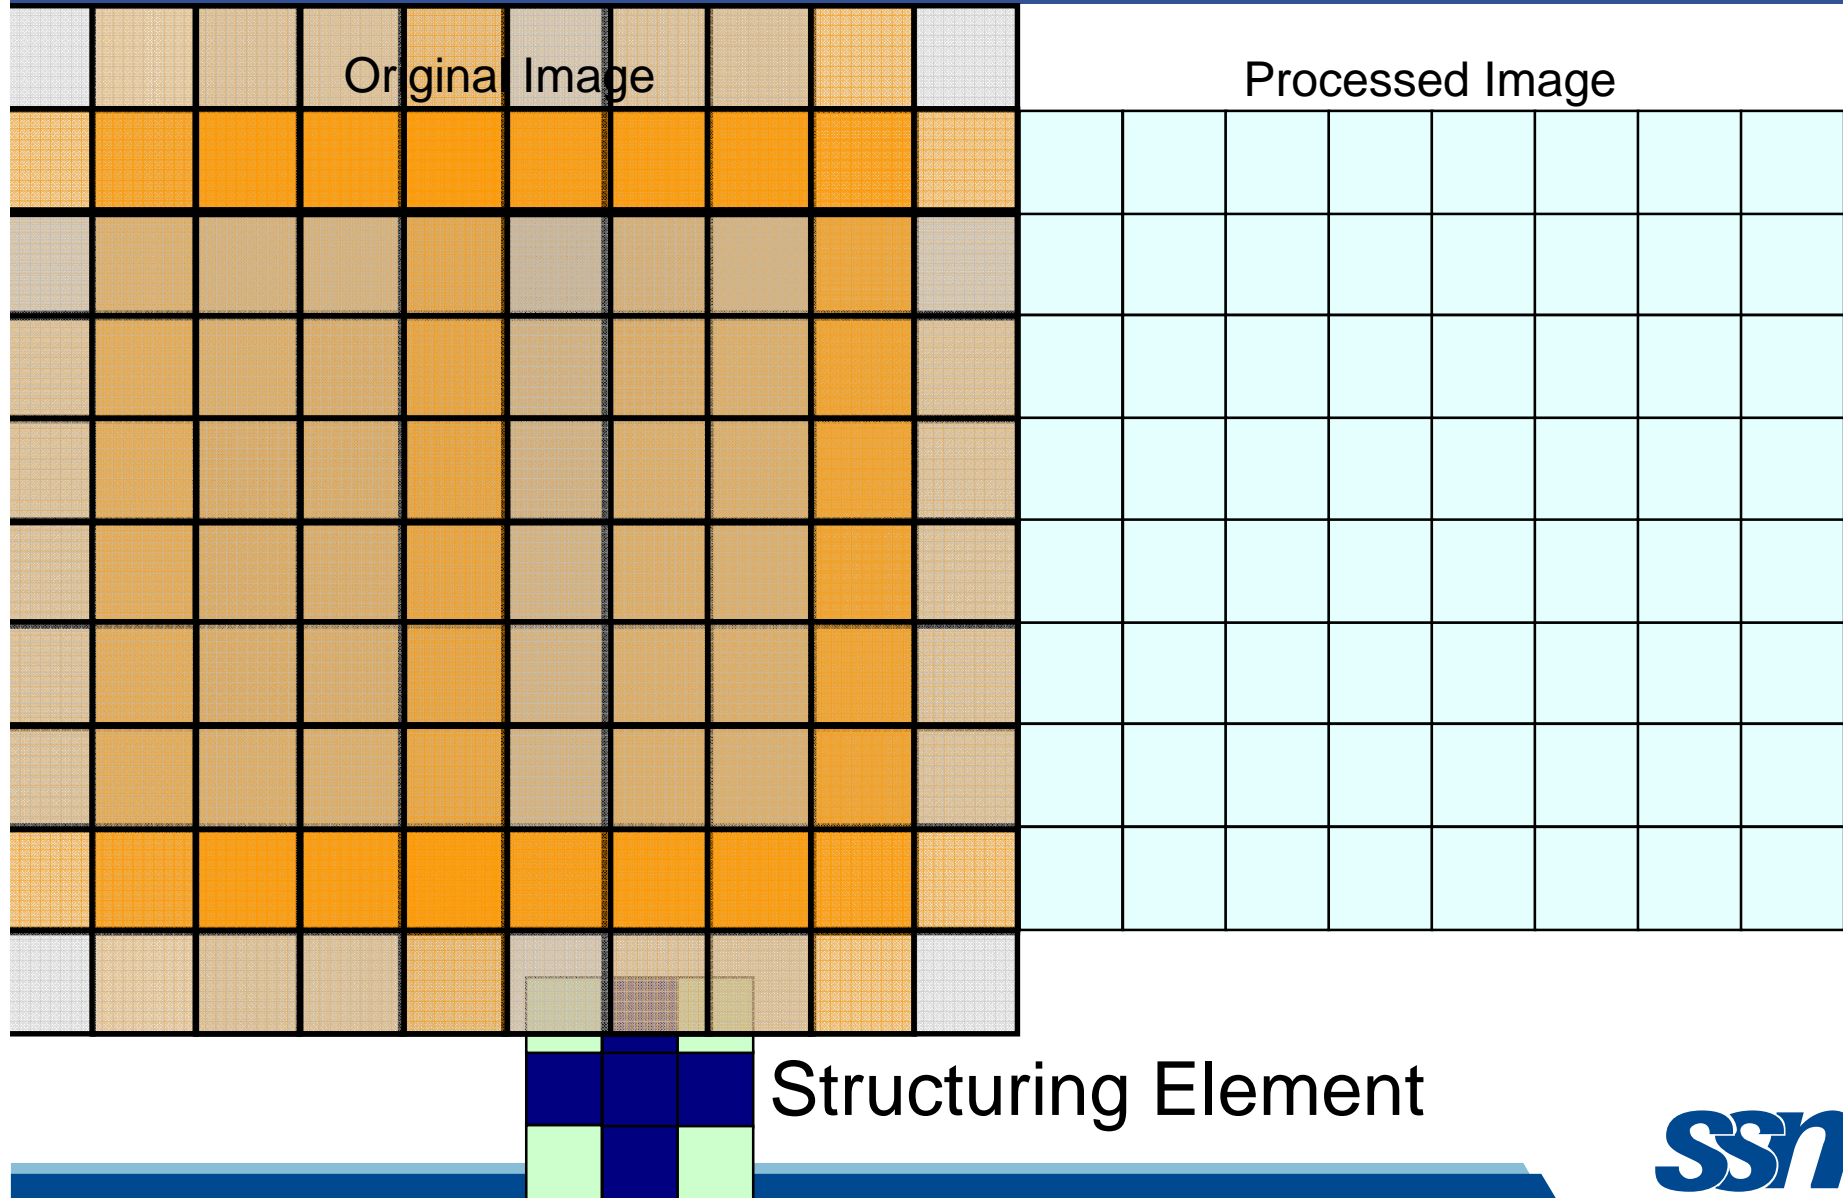 Original Image
Processed Image
Structuring Element
ssn